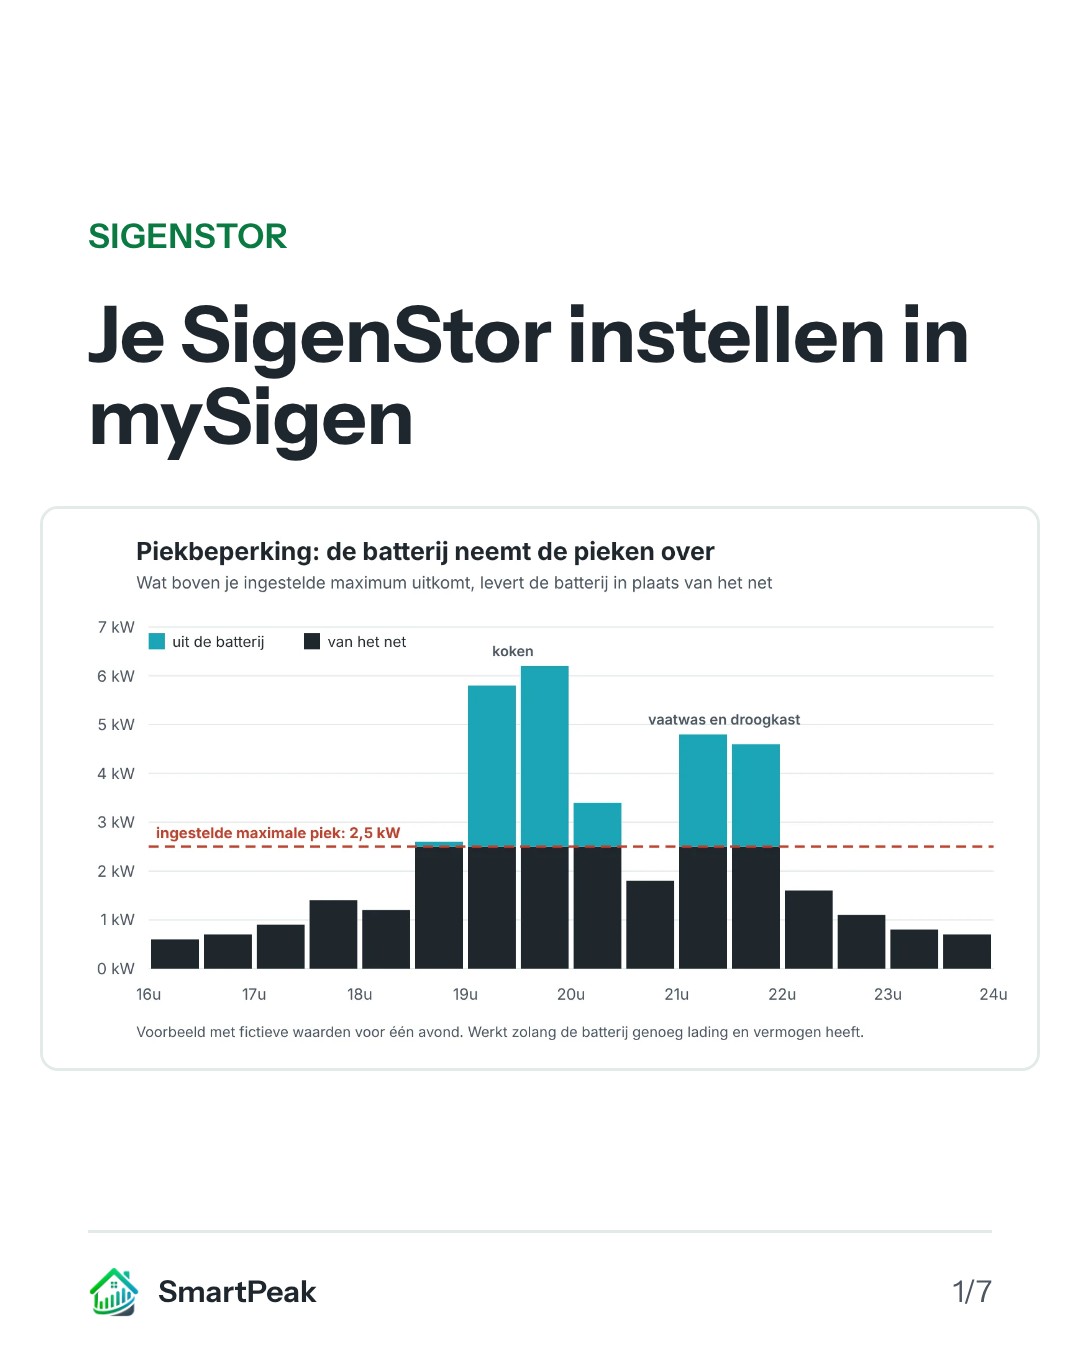 SIGENSTOR
Je SigenStor instellen in
mySigen
Piekbeperking: de batterij neemt de pieken over
Wat boven je ingestelde maximum uitkomt, levert de batterij in plaats van het net
7 kW
uit de batterij
van het net
koken
6 kW
5 kW
vaatwas en droogkast
4 kW
3 kW
ingestelde maximale piek: 2,5 kW
2 kW
1 kW
0 kW
16u 17u 18u 19u 20u 21u 22u 23u 24u
Voorbeeld met fictieve waarden voor één avond. Werkt zolang de batterij genoeg lading en vermogen heeft.
SmartPeak
1/7